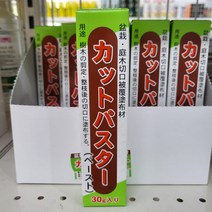 盆栽・庭木切口被覆塗布材
用途 樹木の剪定・整枝後の切口に塗布する。
カットパスター
（ペースト）
30g入り